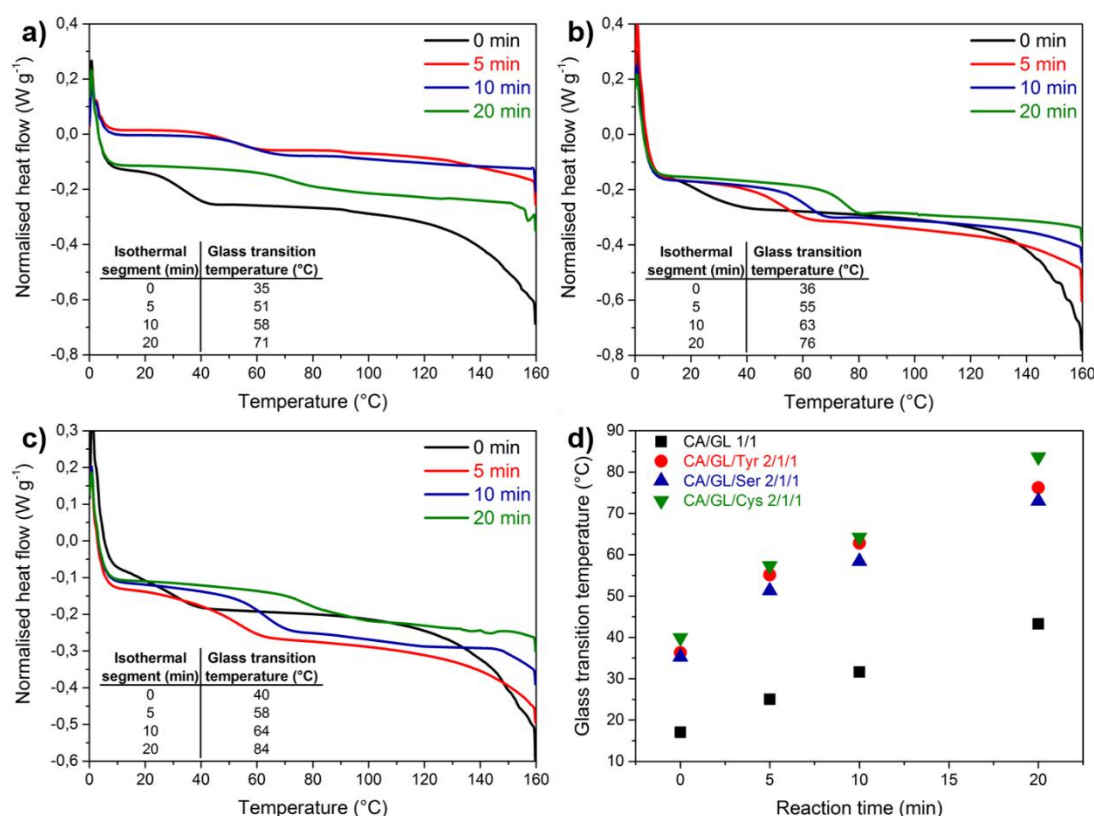 a)
0 min
5 min
10 min
20 min
Normalised heat flow (W g⁻¹)
0,4
0,2
0,0
-0,2
-0,4
-0,6
-0,8
Isothermal segment (min) Glass transition temperature (°C)
0 35
5 51
10 58
20 71
0 20 40 60 80 100 120 140 160
Temperature (°C)
b)
0 min
5 min
10 min
20 min
Normalised heat flow (W g⁻¹)
0,4
0,2
0,0
-0,2
-0,4
-0,6
-0,8
Isothermal segment (min) Glass transition temperature (°C)
0 36
5 55
10 63
20 76
0 20 40 60 80 100 120 140 160
Temperature (°C)
c)
0 min
5 min
10 min
20 min
Normalised heat flow (W g⁻¹)
0,3
0,2
0,1
0,0
-0,1
-0,2
-0,3
-0,4
-0,5
-0,6
Isothermal segment (min) Glass transition temperature (°C)
0 40
5 58
10 64
20 84
0 20 40 60 80 100 120 140 160
Temperature (°C)
d)
CA/GL 1/1
CA/GL/Tyr 2/1/1
CA/GL/Ser 2/1/1
CA/GL/Cys 2/1/1
Glass transition temperature (°C)
90
80
70
60
50
40
30
20
10
0 5 10 15 20
Reaction time (min)